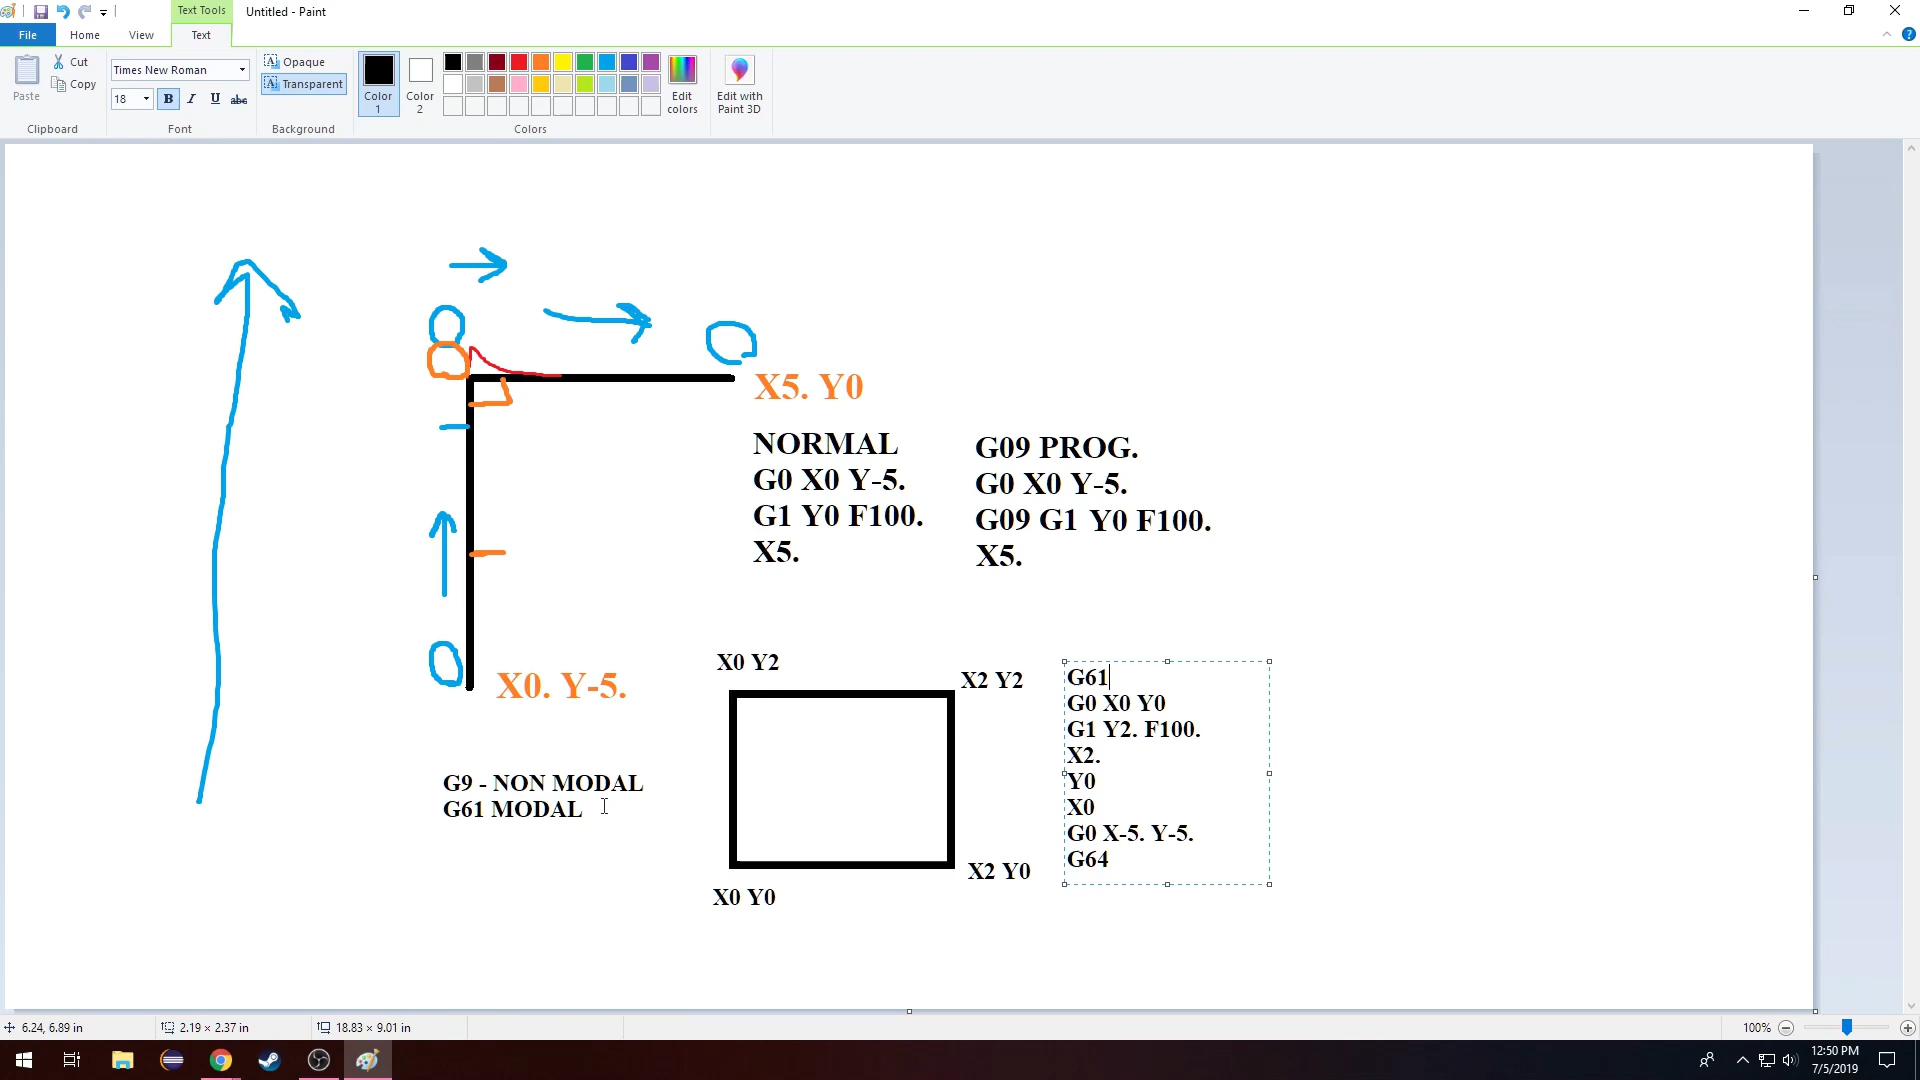 Text Tools
Untitled - Paint
File
Home
View
Text
Paste
Cut
Copy
Clipboard
Times New Roman
18
B
I
U
abc
Font
Opaque
Transparent
Background
Color
1
Color
2
Edit
colors
Colors
Edit with
Paint 3D
X5. Y0
NORMAL
G0 X0 Y-5.
G1 Y0 F100.
X5.
G09 PROG.
G0 X0 Y-5.
G09 G1 Y0 F100.
X5.
X0. Y-5.
G9 - NON MODAL
G61 MODAL
X0 Y2
X2 Y2
X2 Y0
X0 Y0
G61
G0 X0 Y0
G1 Y2. F100.
X2.
Y0
X0
G0 X-5. Y-5.
G64
6.24, 6.89 in
2.19 × 2.37 in
18.83 × 9.01 in
100%
12:50 PM
7/5/2019